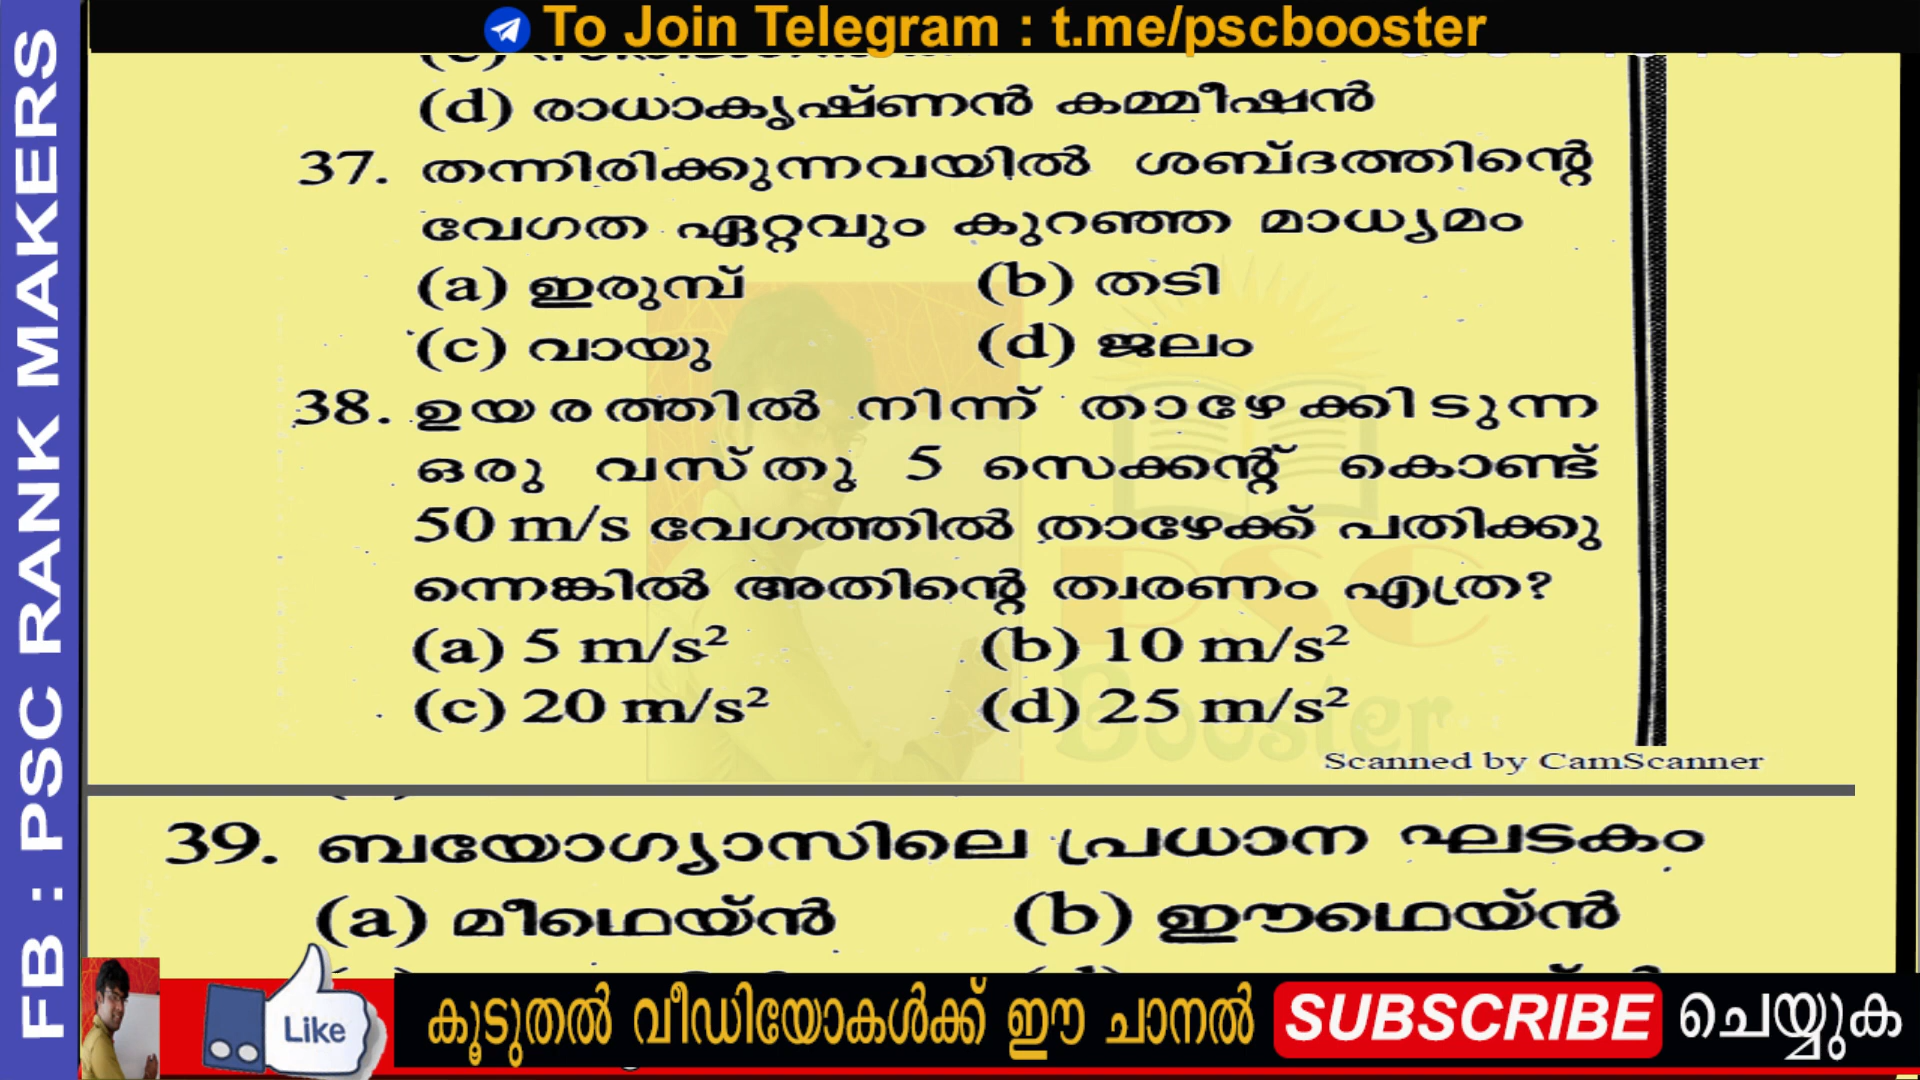 To Join Telegram : t.me/pscbooster
FB : PSC RANK MAKERS
(d) രാധാകൃഷ്ണൻ കമ്മീഷൻ
37. തന്നിരിക്കുന്നവയിൽ ശബ്ദത്തിന്റെ
വേഗത ഏറ്റവും കുറഞ്ഞ മാധ്യമം
(a) ഇരുമ്പ് (b) തടി
(c) വായു (d) ജലം
38. ഉയരത്തിൽ നിന്ന് താഴേക്കിടുന്ന
ഒരു വസ്തു 5 സെക്കന്റ് കൊണ്ട്
50 m/s വേഗത്തിൽ താഴേക്ക് പതിക്കു
ന്നെങ്കിൽ അതിന്റെ ത്വരണം എത്ര?
(a) 5 m/s² (b) 10 m/s²
(c) 20 m/s² (d) 25 m/s²
PSC
Booster
Scanned by CamScanner
39. ബയോഗ്യാസിലെ പ്രധാന ഘടകം
(a) മീഥെയ്ൻ (b) ഈഥെയ്ൻ
Like
കൂടുതൽ വീഡിയോകൾക്ക് ഈ ചാനൽ SUBSCRIBE ചെയ്യുക